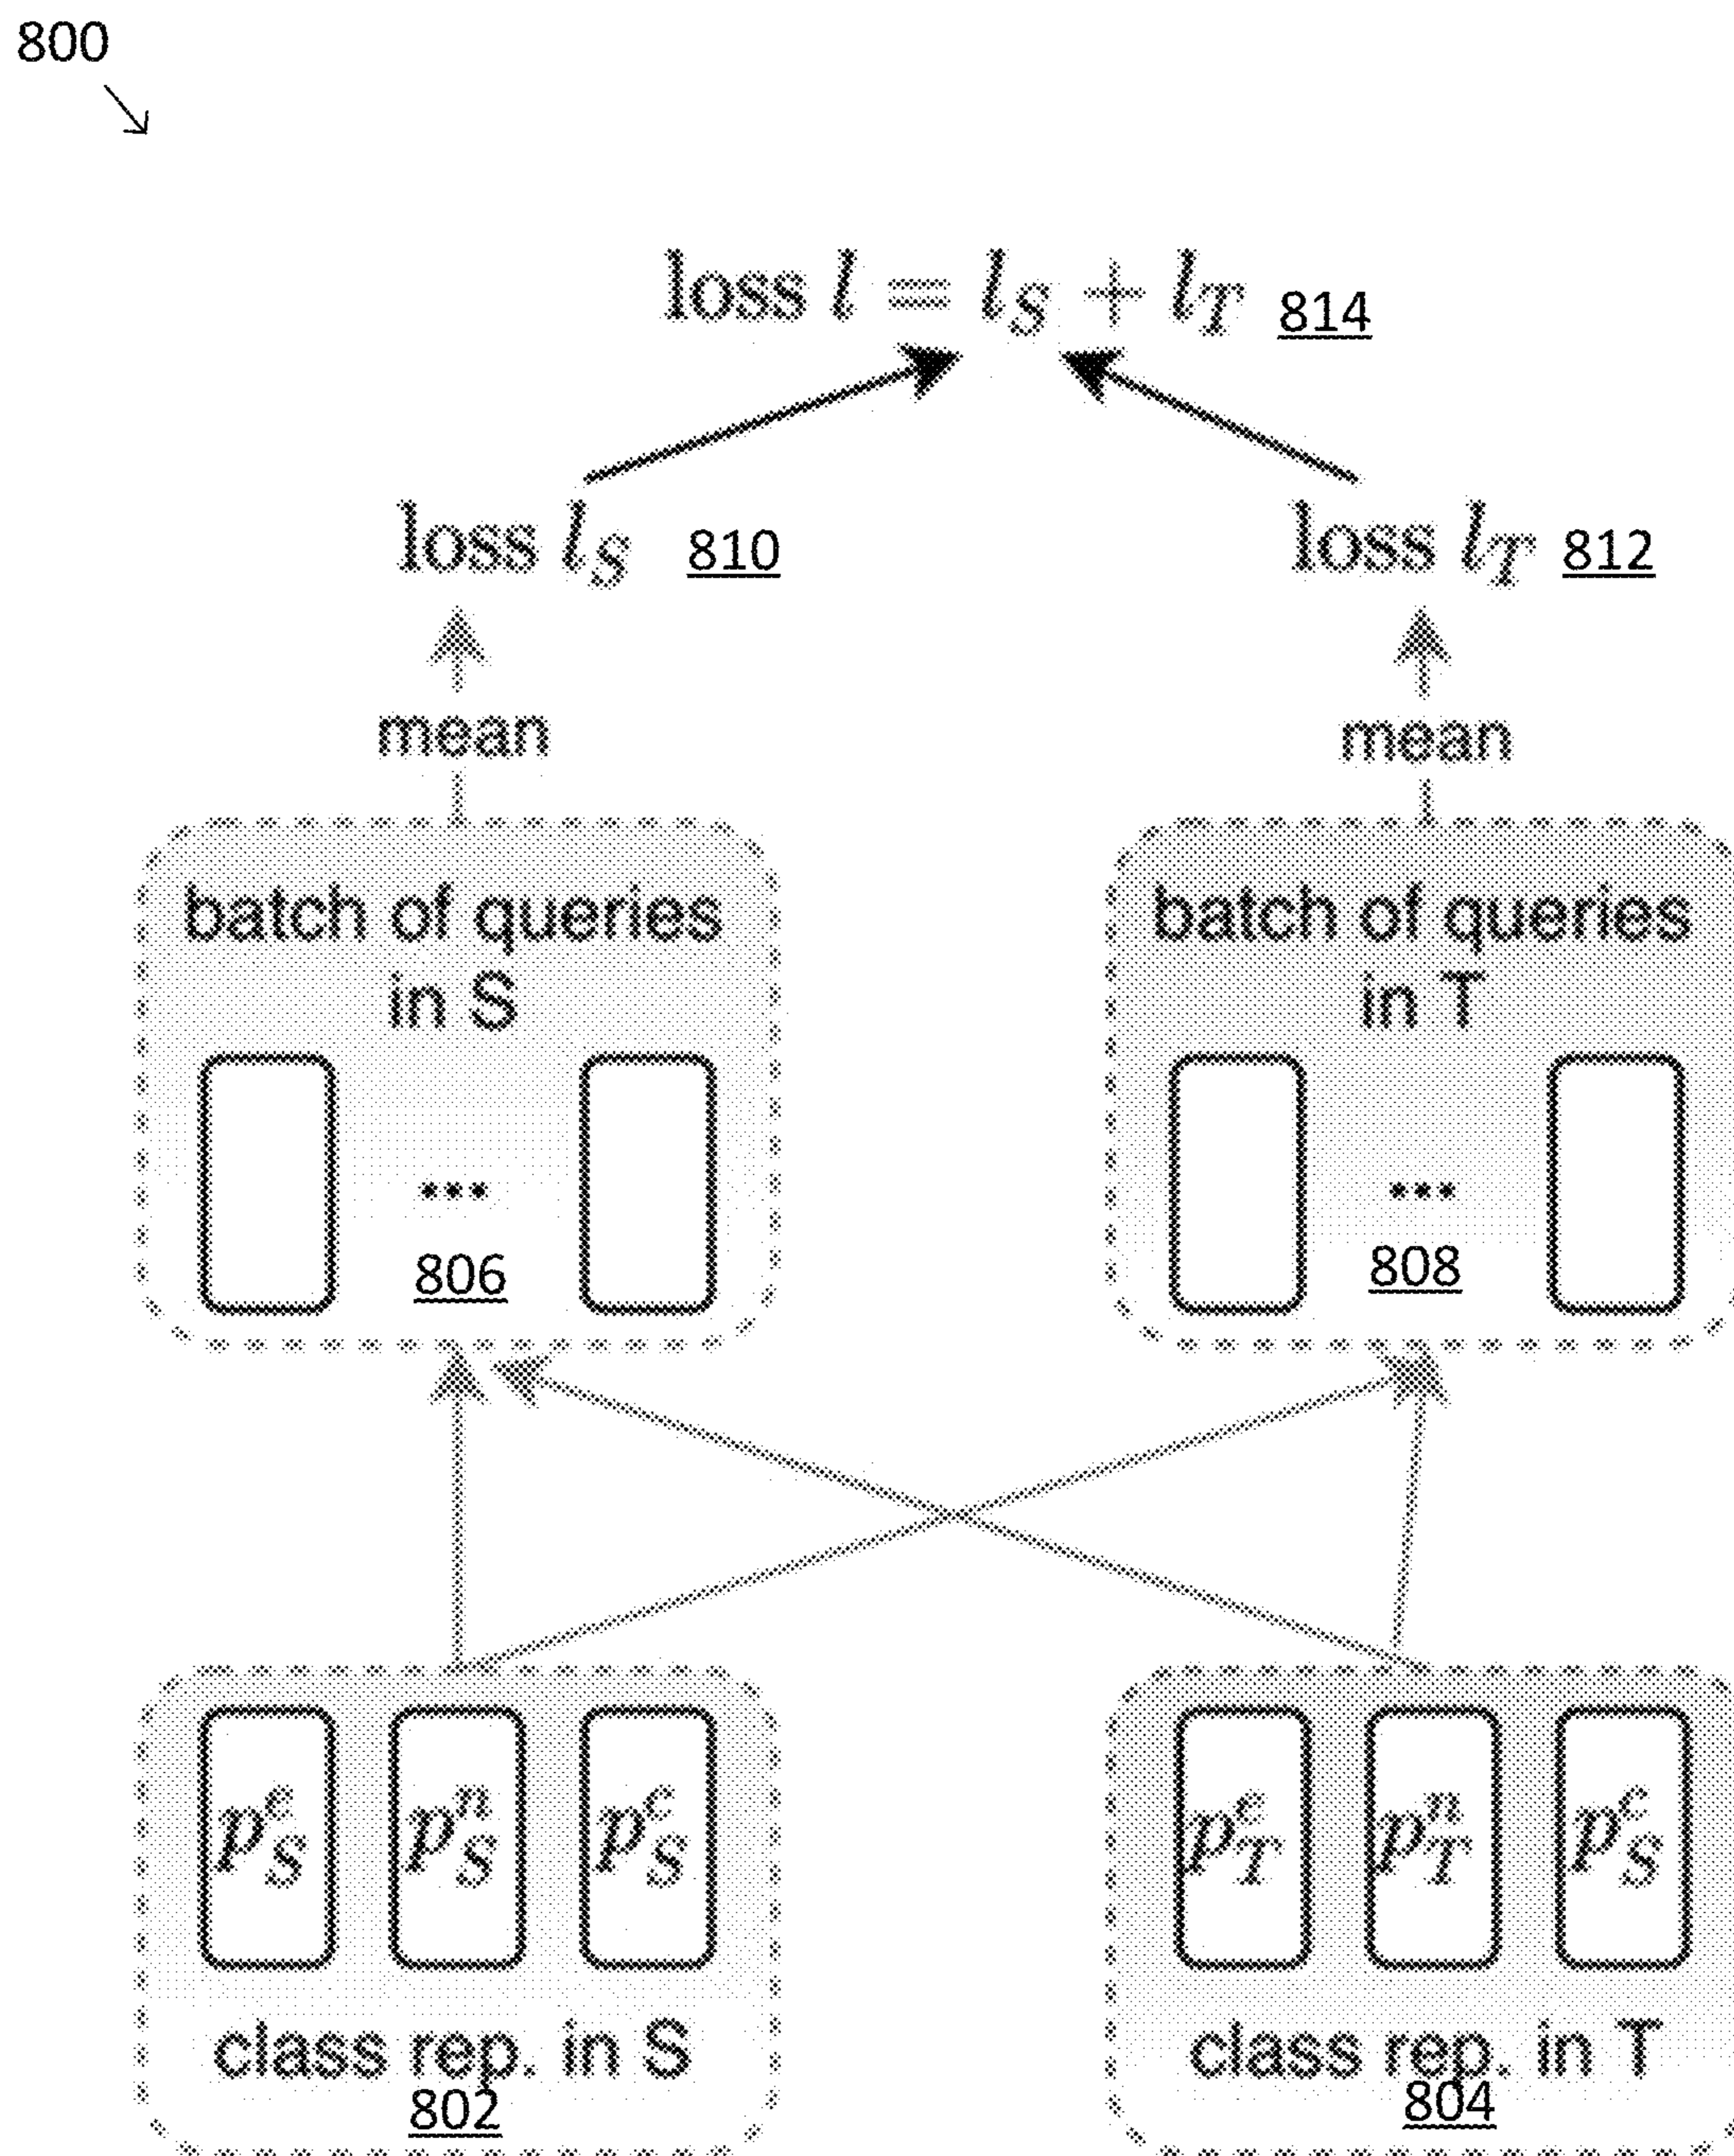 800
loss l = l_S + l_T 814
loss l_S 810
loss l_T 812
mean
mean
batch of queries
in S
...
806
batch of queries
in T
...
808
p_S^e p_S^n p_S^c
class rep. in S
802
p_T^e p_T^n p_S^c
class rep. in T
804